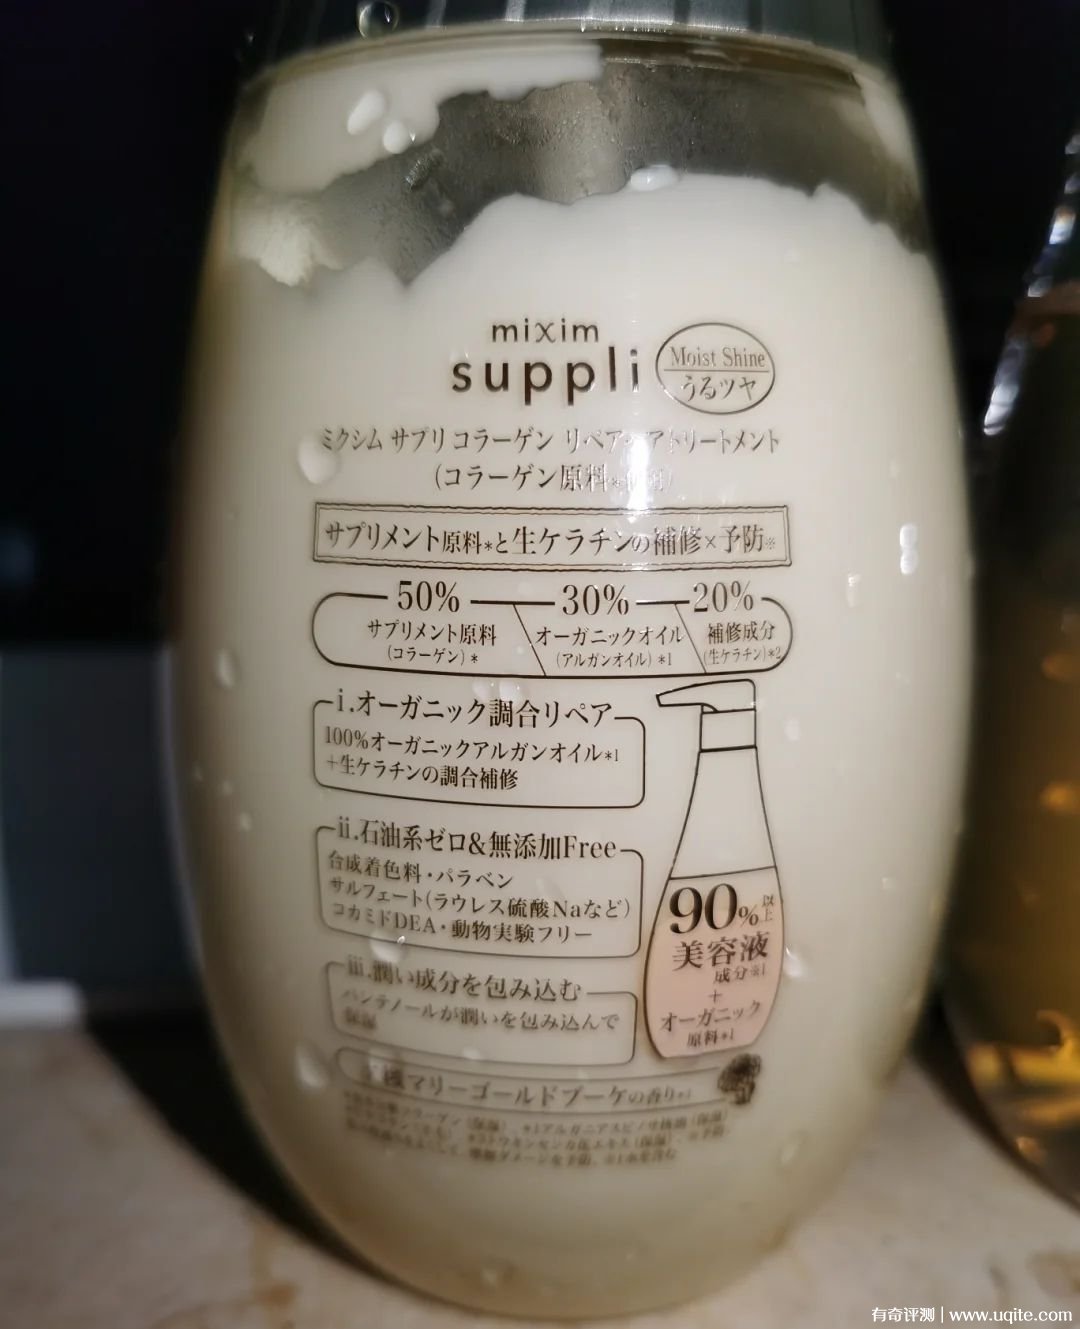 mixim
suppli
Moist Shine
うるツヤ
ミクシム サプリ コラーゲン リペアヘアトリートメント
(コラーゲン原料
サプリメント原料*と生ケラチンの補修×予防※
50%
30%
20%
サプリメント原料
(コラーゲン)*
オーガニックオイル
(アルガンオイル)*1
補修成分
(生ケラチン)*2
i.オーガニック調合リペア
100%オーガニックアルガンオイル*1
+生ケラチンの調合補修
ii.石油系ゼロ&無添加Free
合成着色料・パラベン
サルフェート(ラウレス硫酸Naなど)
コカミドDEA・動物実験フリー
iii.潤い成分を包み込む
パンテノールが潤いを包み込んで
90%以上
美容液
成分※1
+
オーガニック
原料*1
マリーゴールドブーケの香り
有奇评测 | www.uqite.com